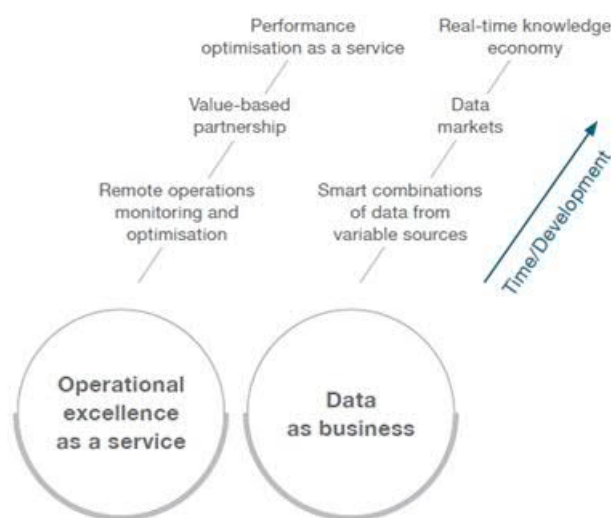 Performance
optimisation as a service
Real-time knowledge
economy
Value-based
partnership
Data
markets
Remote operations
monitoring and
optimisation
Smart combinations
of data from
variable sources
Time/Development
Operational
excellence
as a service
Data
as business